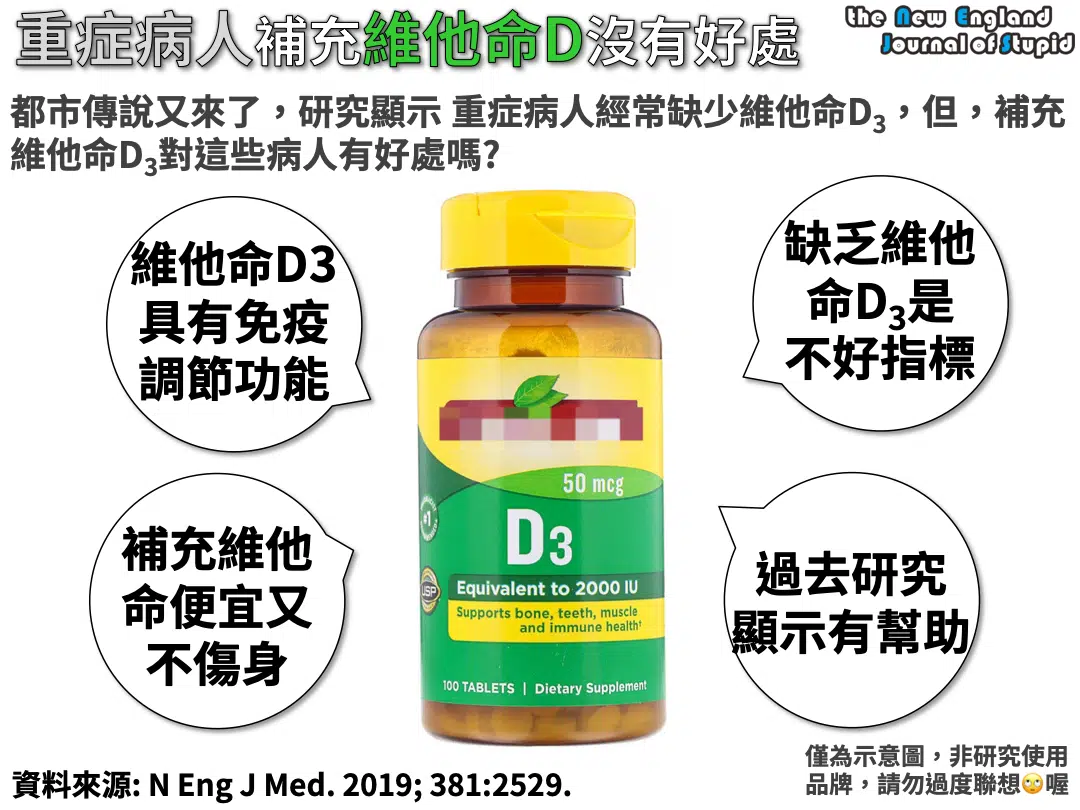 重症病人補充維他命D沒有好處
the New England
Journal of Stupid
都市傳說又來了，研究顯示 重症病人經常缺少維他命D3，但，補充
維他命D3對這些病人有好處嗎?
維他命D3
具有免疫
調節功能
缺乏維他
命D3是
不好指標
50 mcg
D3
Equivalent to 2000 IU
Supports bone, teeth, muscle
and immune health†
100 TABLETS | Dietary Supplement
#1
USP
補充維他
命便宜又
不傷身
過去研究
顯示有幫助
僅為示意圖，非研究使用
品牌，請勿過度聯想🙄喔
資料來源: N Eng J Med. 2019; 381:2529.